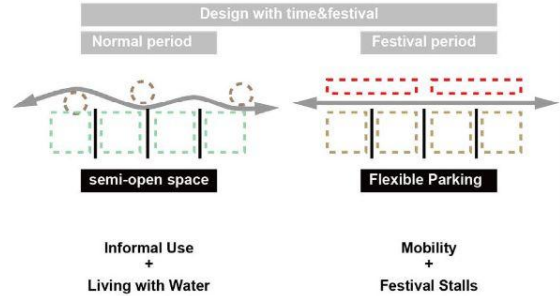 Design with time&festival
Normal period
Festival period
semi-open space
Flexible Parking
Informal Use
+
Living with Water
Mobility
+
Festival Stalls